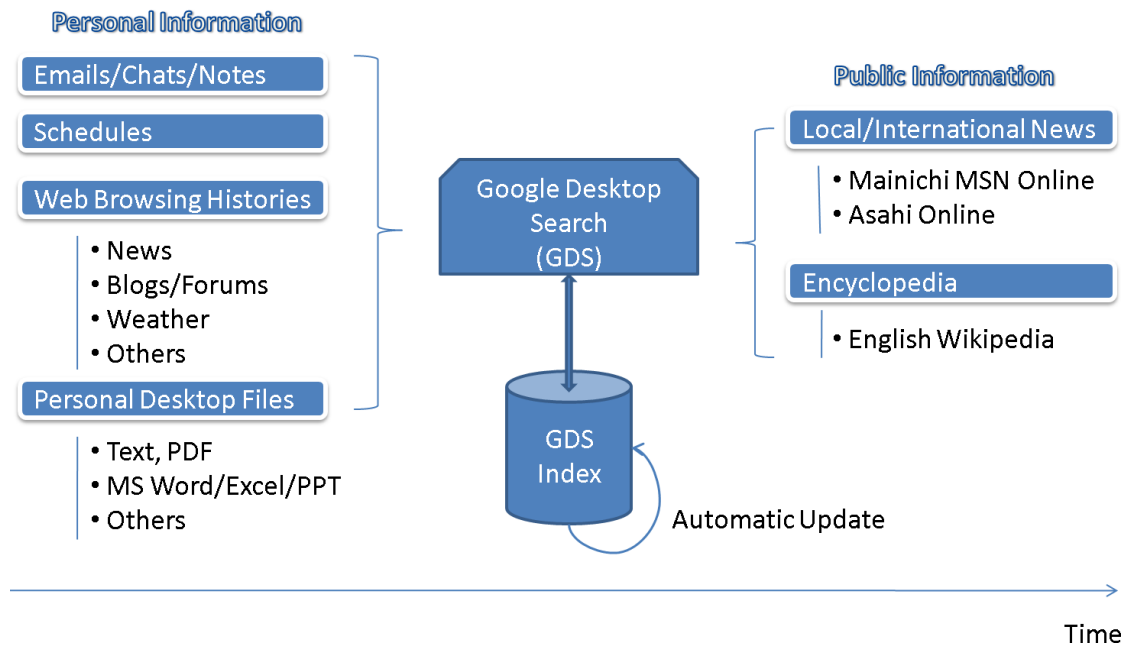 Personal Information
Emails/Chats/Notes
Schedules
Web Browsing Histories
• News
• Blogs/Forums
• Weather
• Others
Personal Desktop Files
• Text, PDF
• MS Word/Excel/PPT
• Others
Google Desktop
Search
(GDS)
GDS
Index
Automatic Update
Public Information
Local/International News
• Mainichi MSN Online
• Asahi Online
Encyclopedia
• English Wikipedia
Time